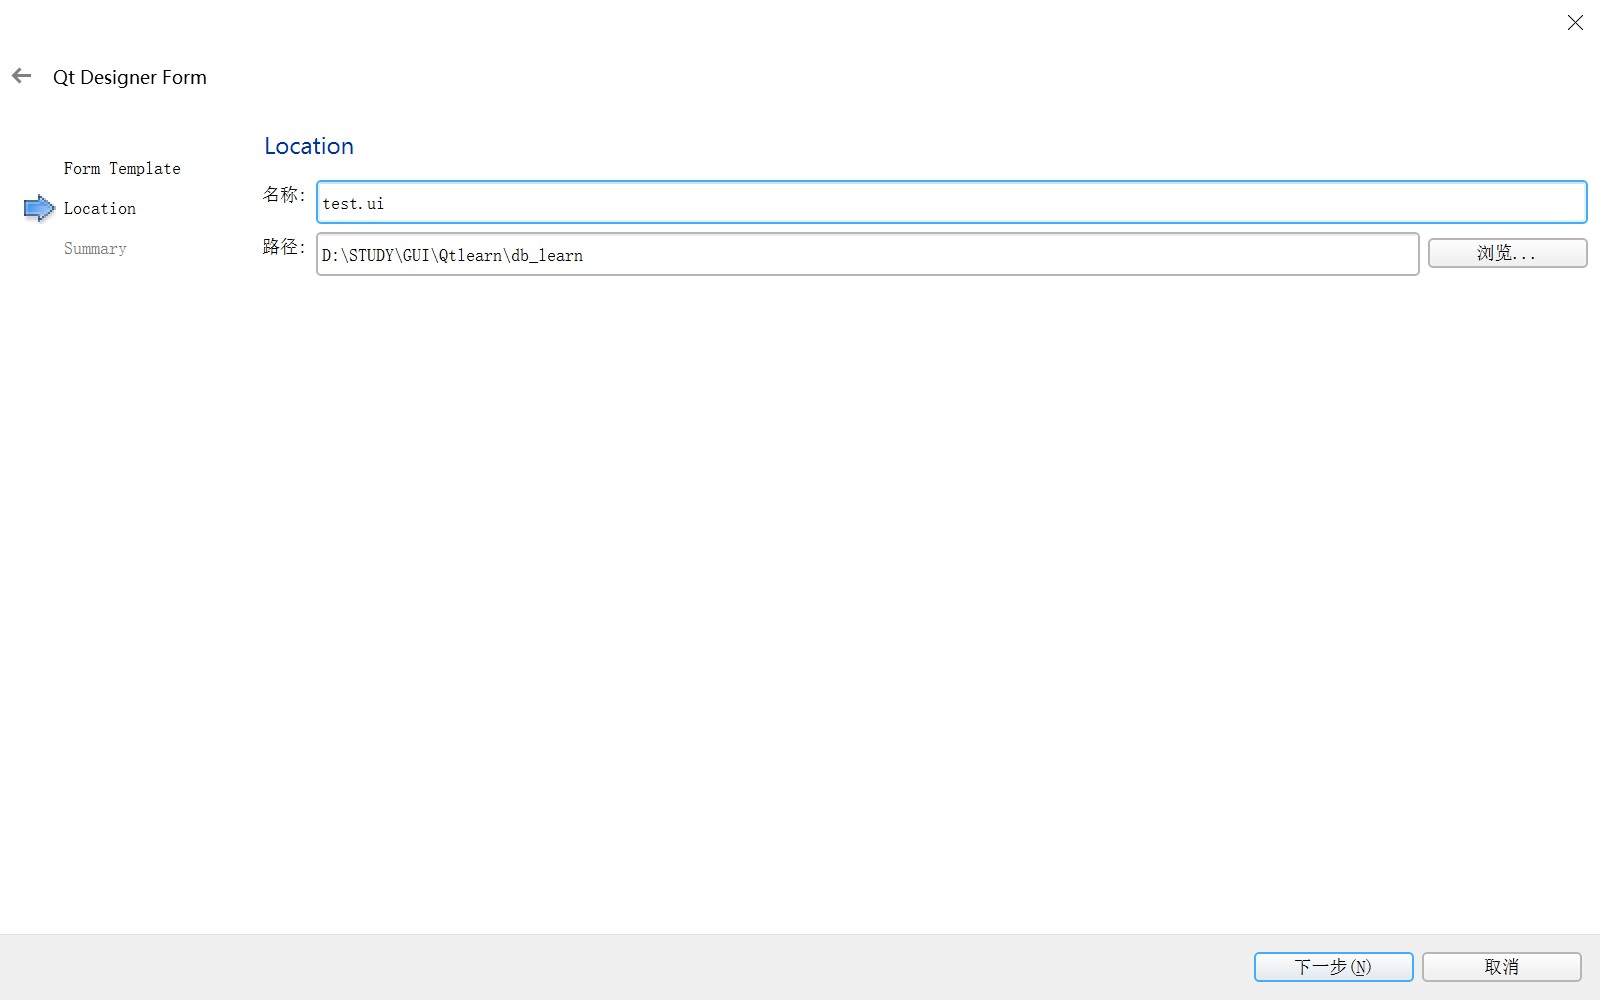 Qt Designer Form
Form Template
Location
Summary
Location
名称:
test.ui
路径:
D:\STUDY\GUI\Qtlearn\db_learn
浏览...
下一步(N)
取消